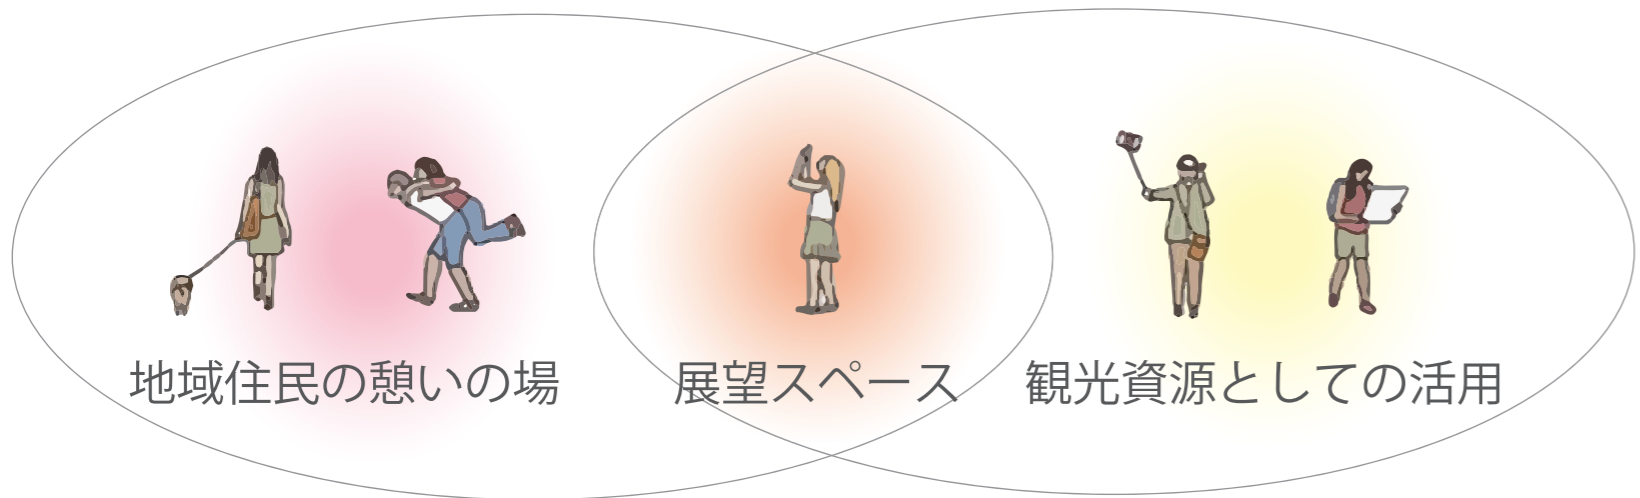 地域住民の憩いの場
展望スペース
観光資源としての活用